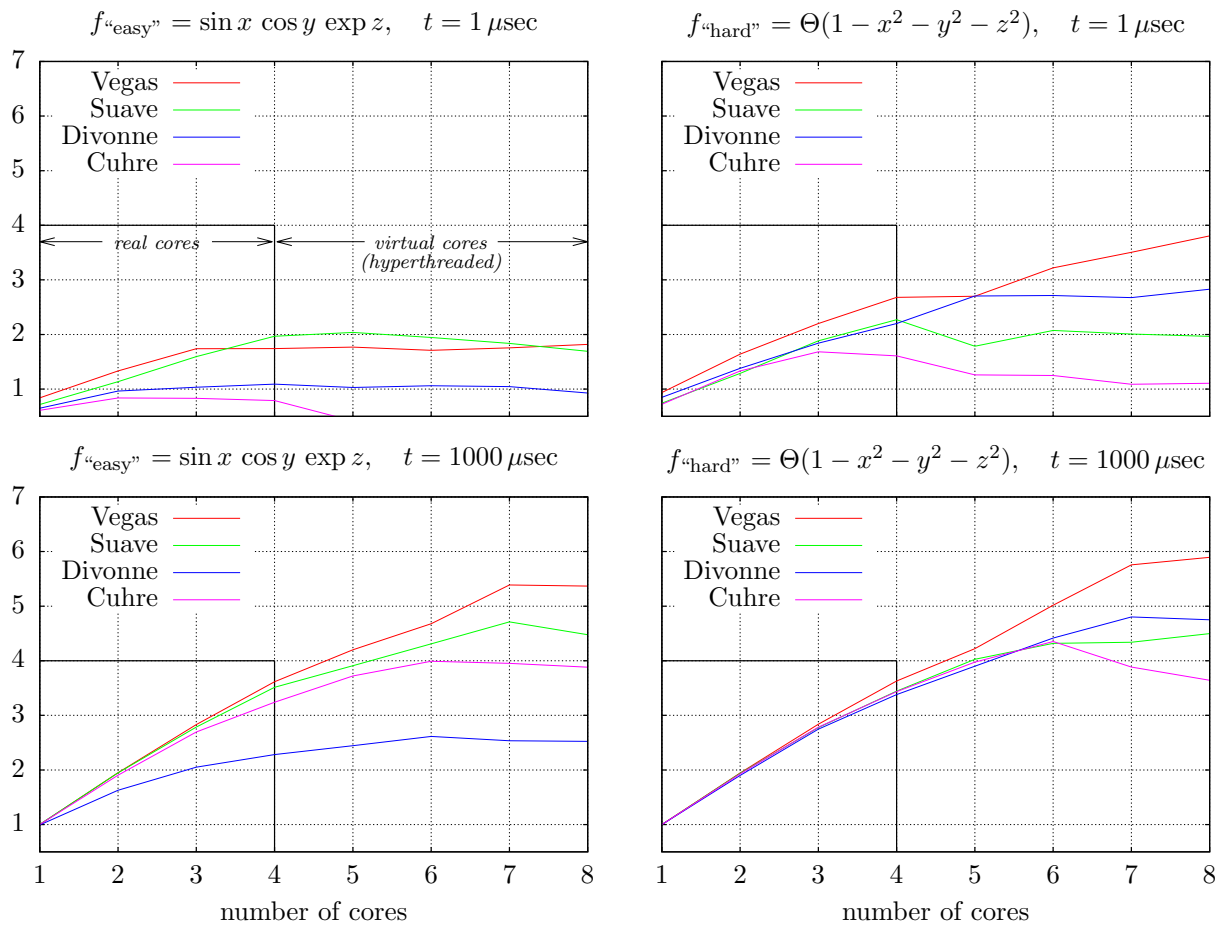 f“easy” = sin x cos y exp z, t = 1 μsec
f“hard” = Θ(1 − x² − y² − z²), t = 1 μsec
7
6
5
4
3
2
1
Vegas
Suave
Divonne
Cuhre
real cores
virtual cores
(hyperthreaded)
Vegas
Suave
Divonne
Cuhre
f“easy” = sin x cos y exp z, t = 1000 μsec
f“hard” = Θ(1 − x² − y² − z²), t = 1000 μsec
7
6
5
4
3
2
1
Vegas
Suave
Divonne
Cuhre
Vegas
Suave
Divonne
Cuhre
1 2 3 4 5 6 7 8
1 2 3 4 5 6 7 8
number of cores
number of cores